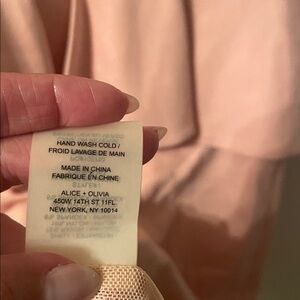 HAND WASH COLD /
FROID LAVAGE DE MAIN
MADE IN CHINA
FABRIQUE EN CHINE
ALICE + OLIVIA
450W 14TH ST 11FL
NEW YORK, NY 10014